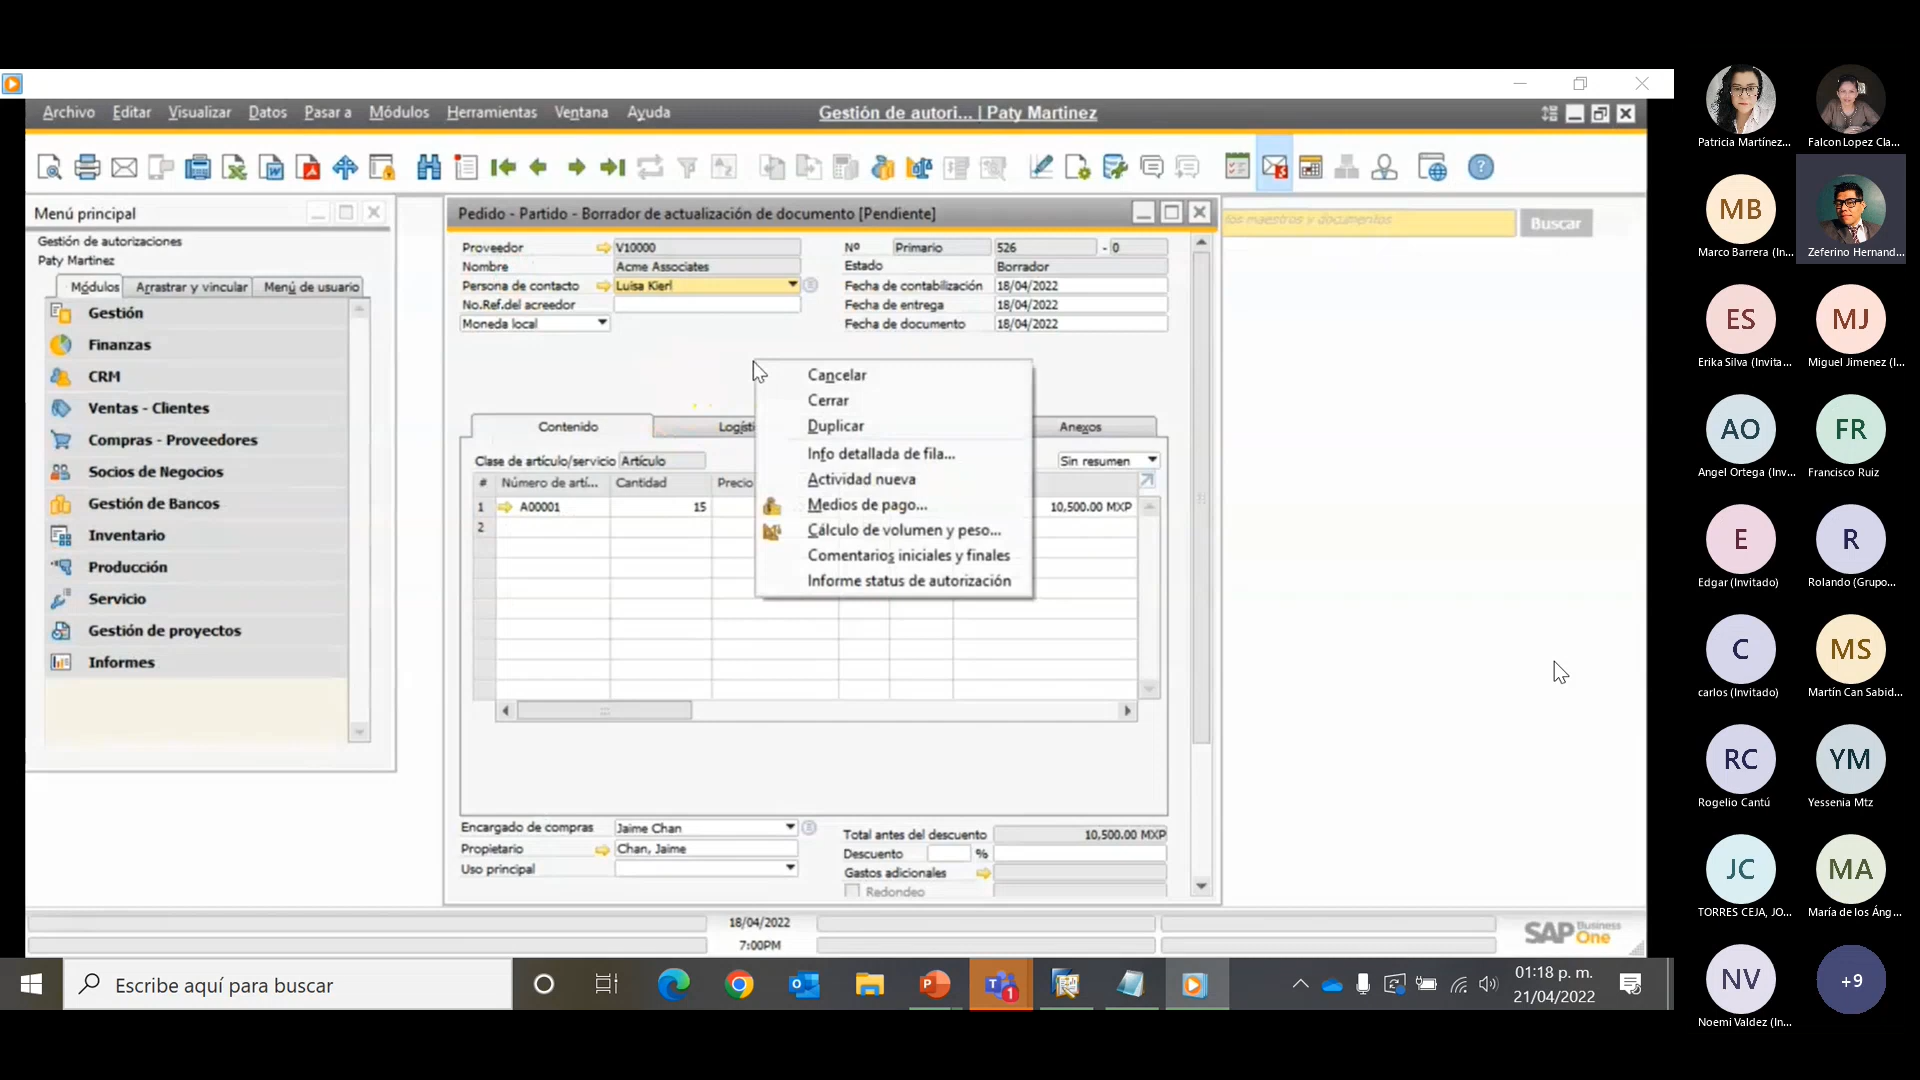 Archivo Editar Visualizar Datos Pasar a Módulos Herramientas Ventana Ayuda
Gestión de autori... | Paty Martinez
Menú principal
Gestión de autorizaciones
Paty Martinez
Módulos Arrastrar y vincular Menú de usuario
Gestión
Finanzas
CRM
Ventas - Clientes
Compras - Proveedores
Socios de Negocios
Gestión de Bancos
Inventario
Producción
Servicio
Gestión de proyectos
Informes
Pedido - Partido - Borrador de actualización de documento [Pendiente]
Proveedor V10000
Nombre Acme Associates
Persona de contacto Luisa Kierl
No.Ref.del acreedor
Moneda local
Nº Primario 526 - 0
Estado Borrador
Fecha de contabilización 18/04/2022
Fecha de entrega 18/04/2022
Fecha de documento 18/04/2022
os maestros y documentos
Buscar
Cancelar
Cerrar
Duplicar
Info detallada de fila...
Actividad nueva
Medios de pago...
Cálculo de volumen y peso...
Comentarios iniciales y finales
Informe status de autorización
Contenido Logísti Anexos
Clase de artículo/servicio Artículo
Sin resumen
# Número de artí... Cantidad Precio
1 A00001 15 10,500.00 MXP
2
Encargado de compras Jaime Chan
Propietario Chan, Jaime
Uso principal
Total antes del descuento 10,500.00 MXP
Descuento %
Gastos adicionales
Redondeo
18/04/2022
7:00PM
SAP Business One
Escribe aquí para buscar
1
01:18 p. m.
21/04/2022
Patricia Martínez...
Falcon Lopez Cla...
MB
Marco Barrera (In...
Zeferino Hernand...
ES
Erika Silva (Invita...
MJ
Miguel Jimenez (I...
AO
Angel Ortega (Inv...
FR
Francisco Ruiz
E
Edgar (Invitado)
R
Rolando (Grupo...
C
carlos (Invitado)
MS
Martín Can Sabid...
RC
Rogelio Cantú
YM
Yessenia Mtz
JC
TORRES CEJA, JO...
MA
María de los Áng...
NV
Noemi Valdez (In...
+9